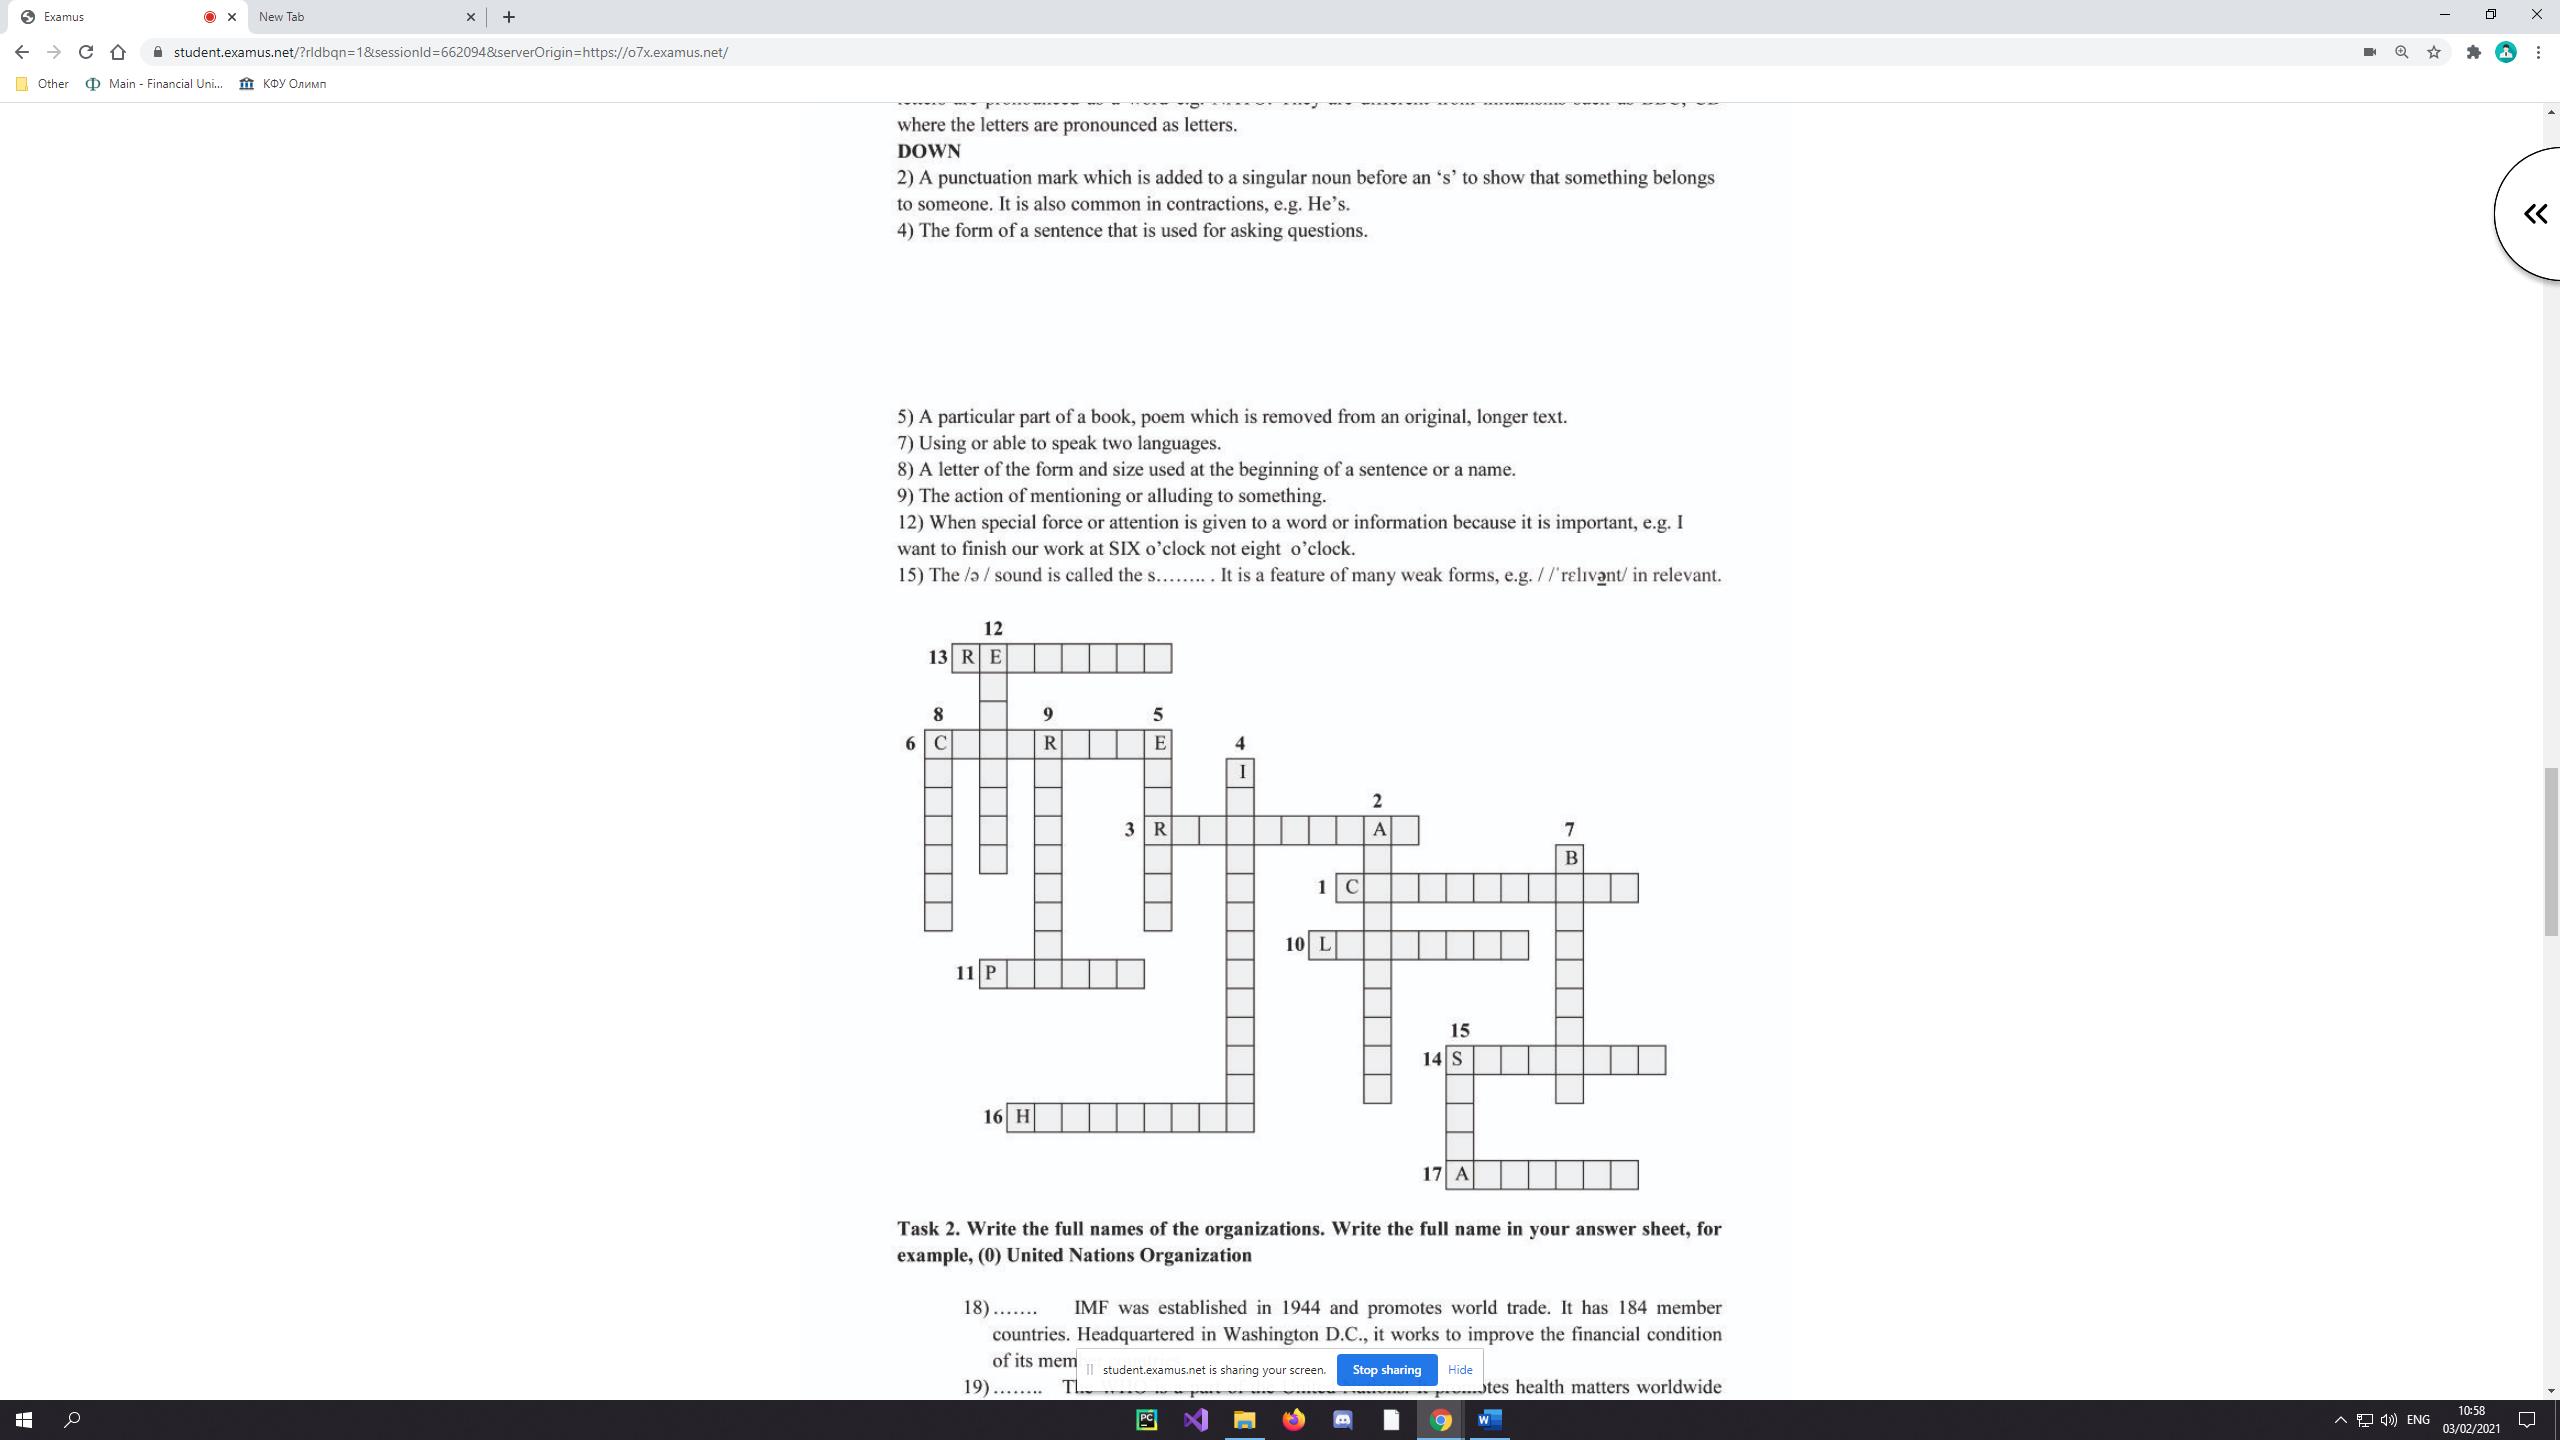 Examus
New Tab
student.examus.net/?rldbqn=1&sessionId=662094&serverOrigin=https://o7x.examus.net/
Other Main - Financial Uni... КФУ Олимп
where the letters are pronounced as letters.
DOWN
2) A punctuation mark which is added to a singular noun before an ‘s’ to show that something belongs
to someone. It is also common in contractions, e.g. He’s.
4) The form of a sentence that is used for asking questions.
5) A particular part of a book, poem which is removed from an original, longer text.
7) Using or able to speak two languages.
8) A letter of the form and size used at the beginning of a sentence or a name.
9) The action of mentioning or alluding to something.
12) When special force or attention is given to a word or information because it is important, e.g. I
want to finish our work at SIX o’clock not eight o’clock.
15) The /ə / sound is called the s…….. . It is a feature of many weak forms, e.g. / /ˈrɛlɪvənt/ in relevant.
12
13 R E
8 9 5
6 C R E 4
I
2
3 R A 7
B
1 C
10 L
11 P
15
14 S
16 H
17 A
Task 2. Write the full names of the organizations. Write the full name in your answer sheet, for
example, (0) United Nations Organization
18)……. IMF was established in 1944 and promotes world trade. It has 184 member
countries. Headquartered in Washington D.C., it works to improve the financial condition
of its mem
student.examus.net is sharing your screen. Stop sharing Hide
19)…….. health matters worldwide
ENG
10:58
03/02/2021